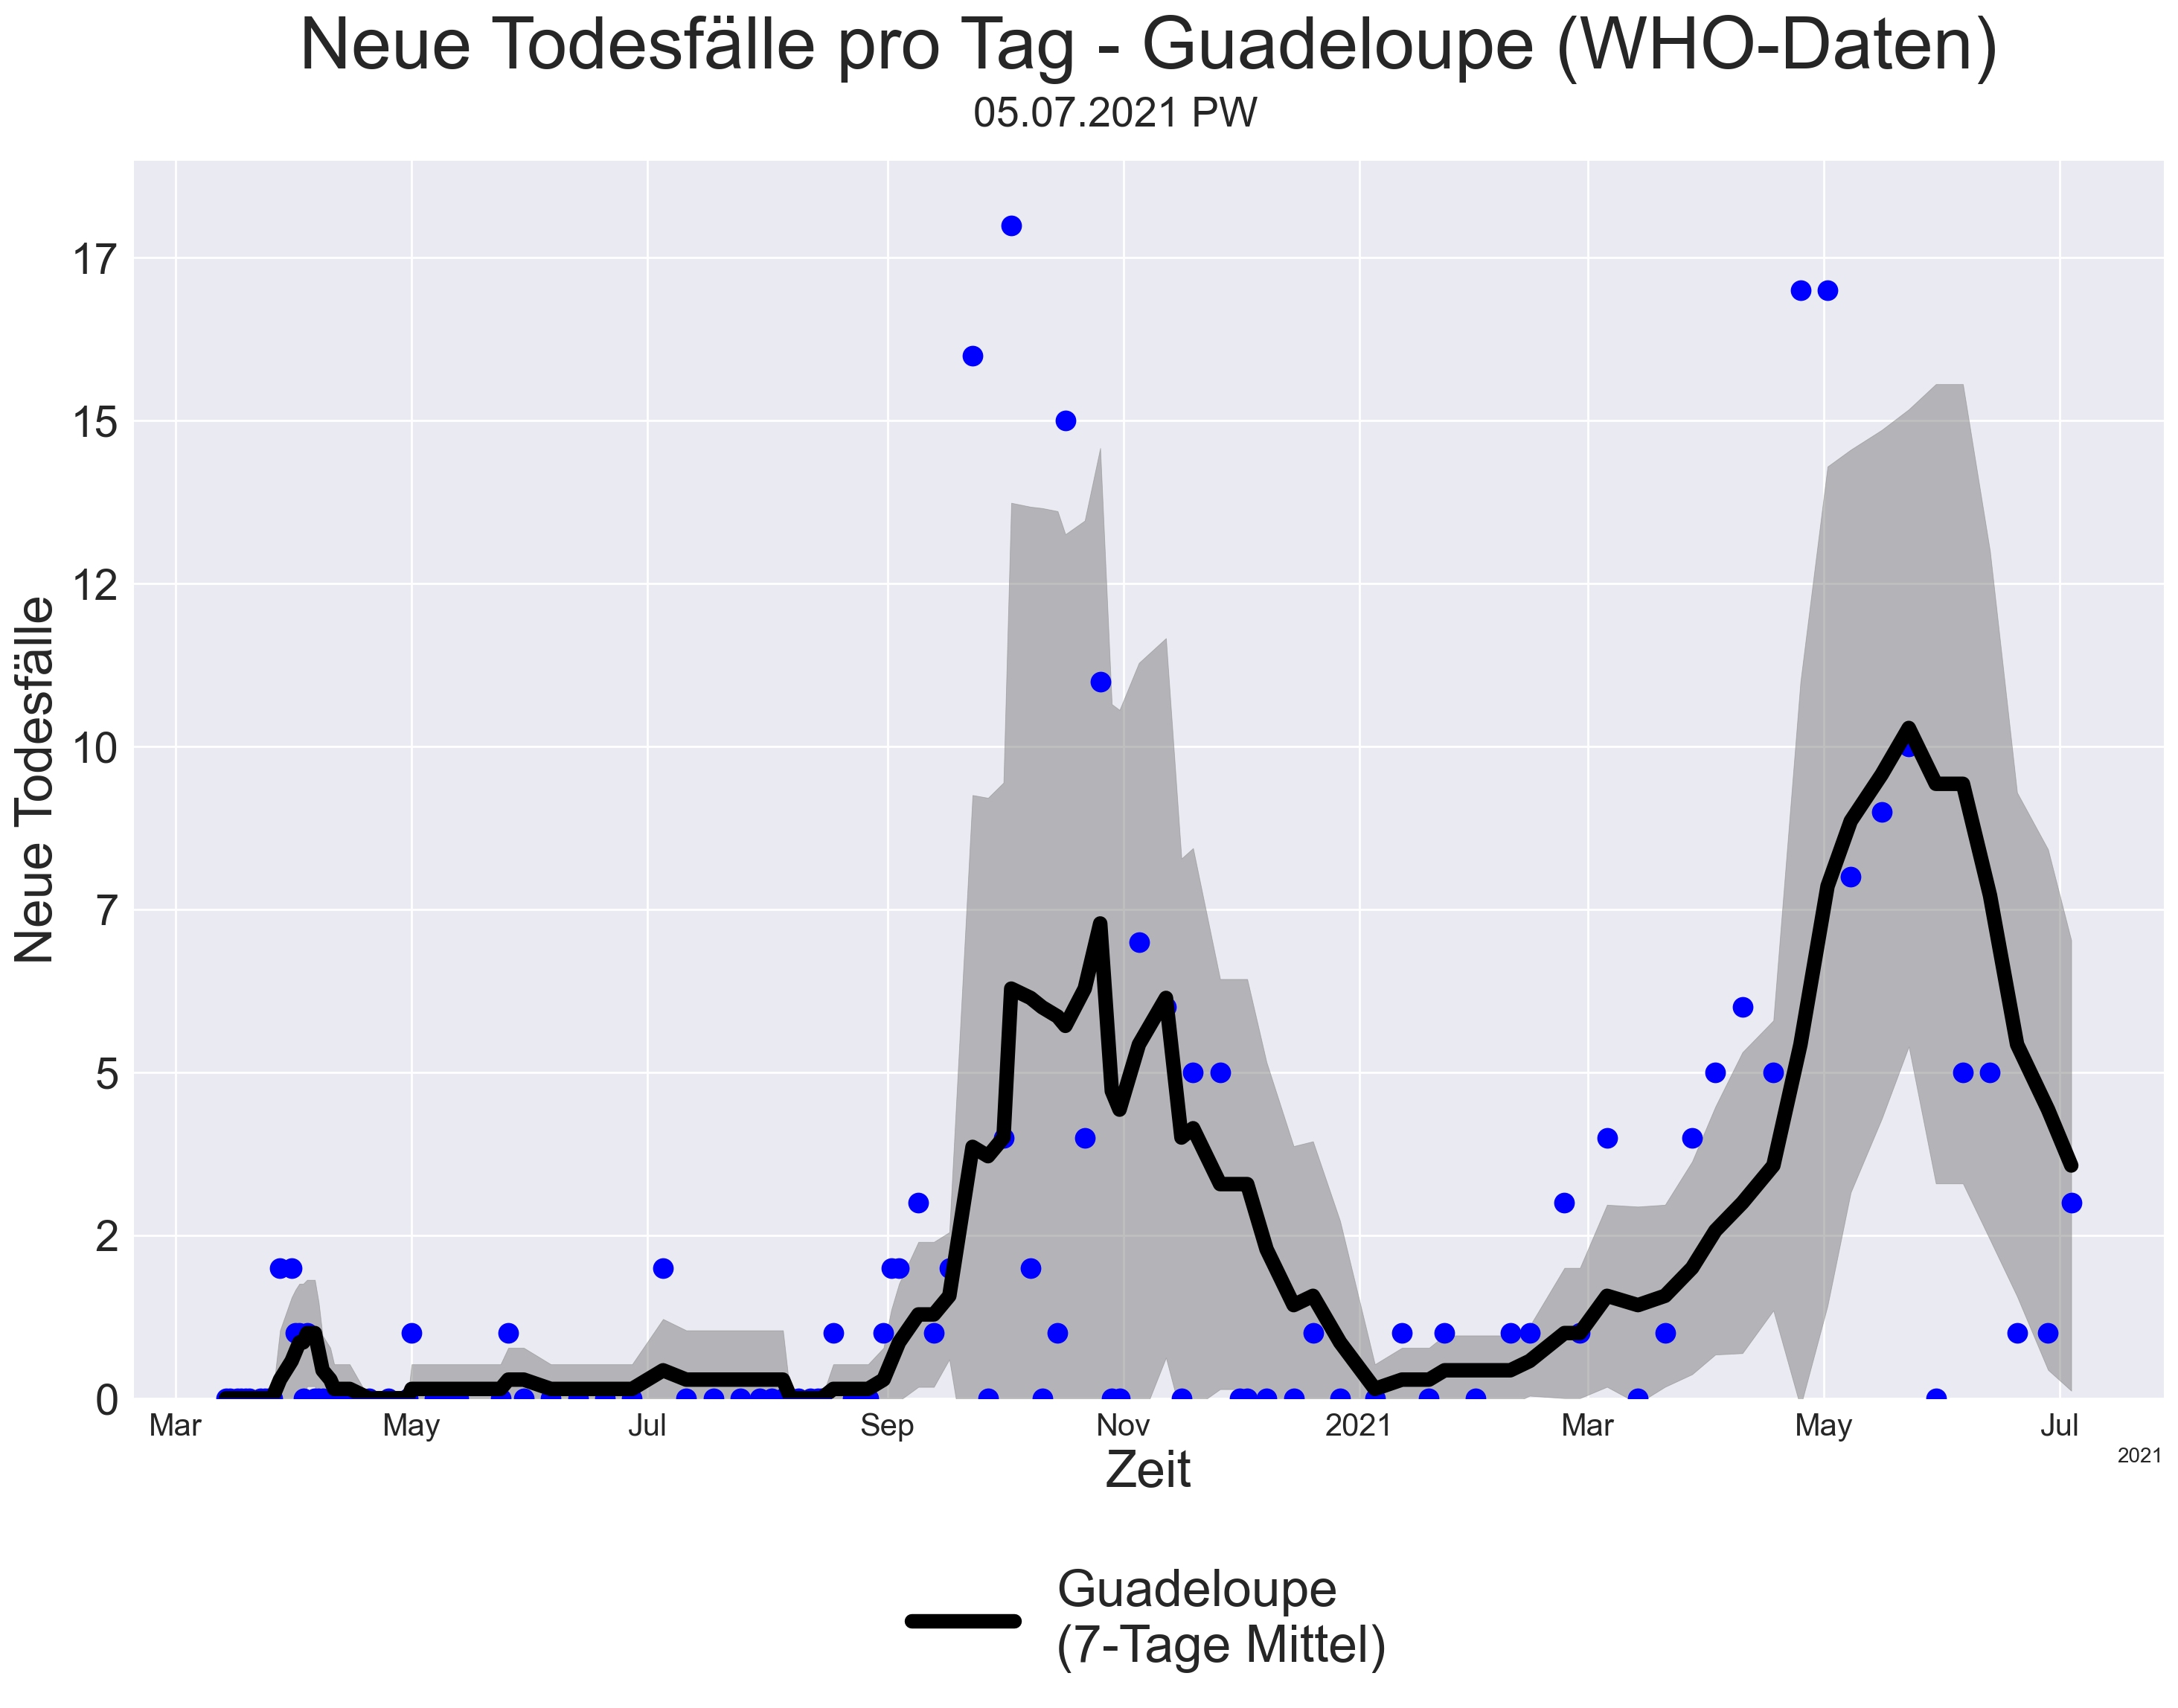 Neue Todesfälle pro Tag - Guadeloupe (WHO-Daten)
05.07.2021 PW
17
15
12
10
7
5
2
0
Neue Todesfälle
Mar May Jul Sep Nov 2021 Mar May Jul
2021
Zeit
Guadeloupe
(7-Tage Mittel)